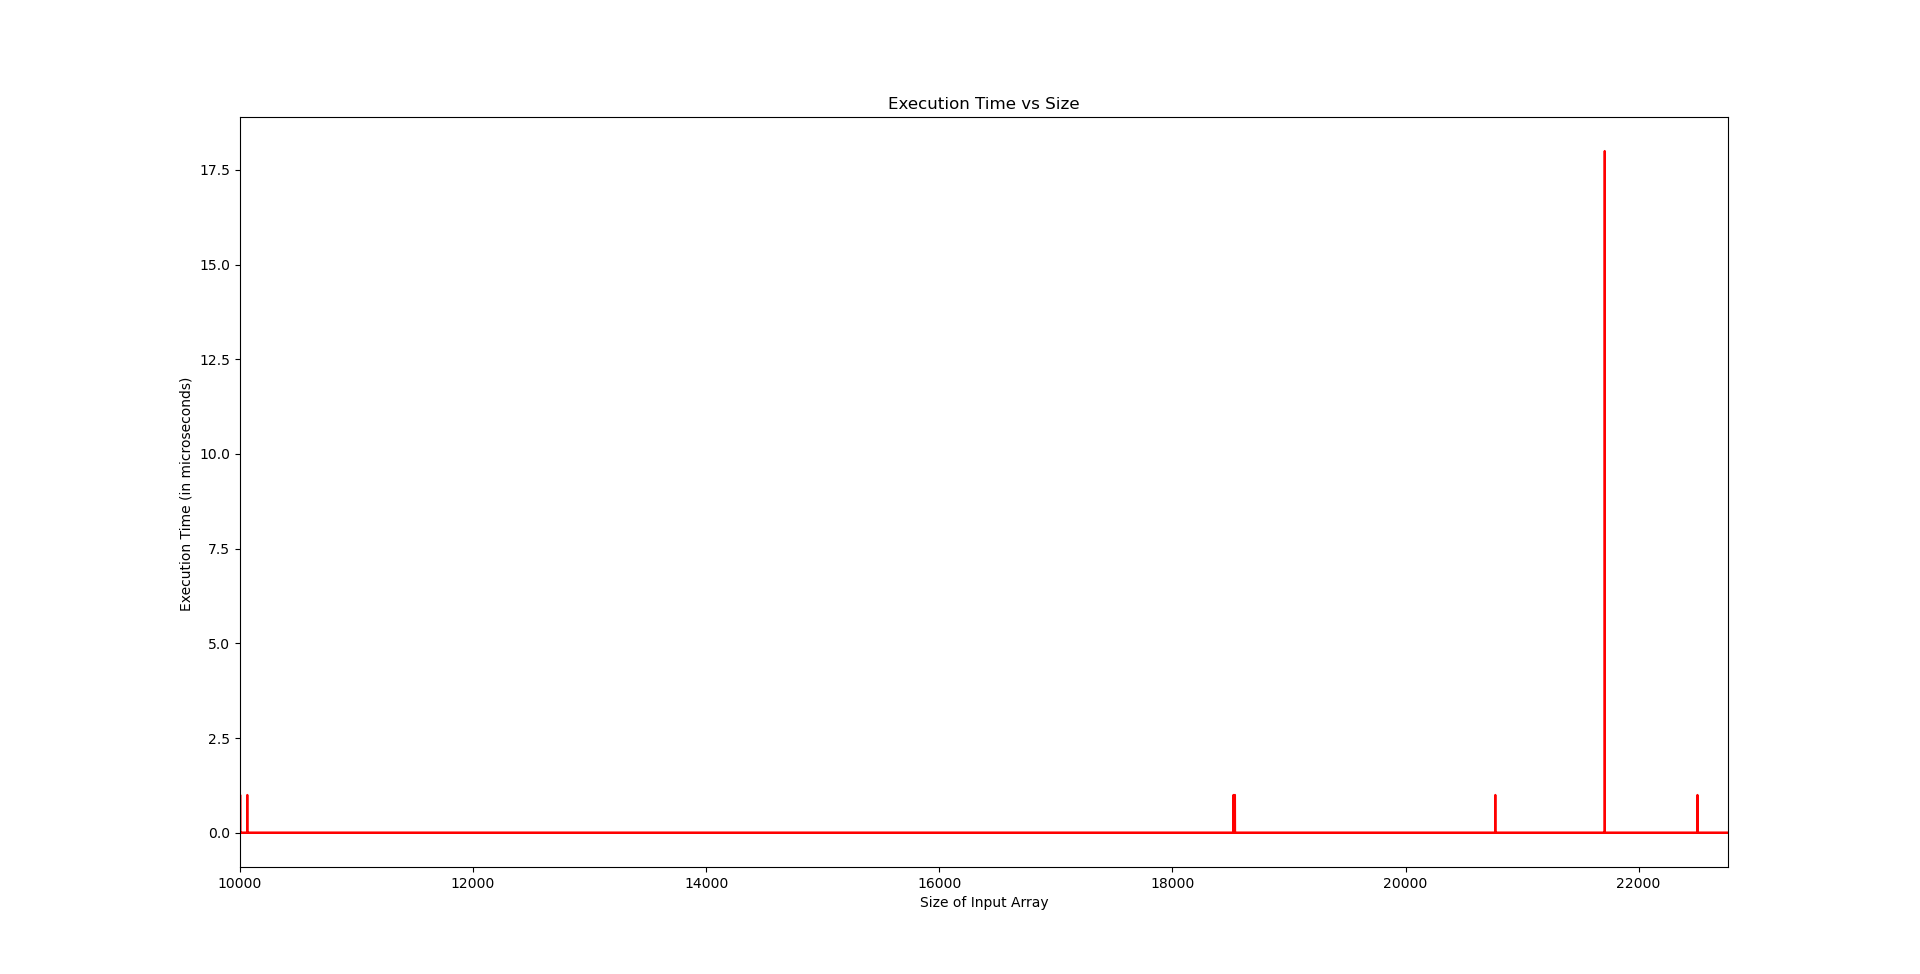 Execution Time vs Size
Execution Time (in microseconds)
17.5
15.0
12.5
10.0
7.5
5.0
2.5
0.0
10000 12000 14000 16000 18000 20000 22000
Size of Input Array